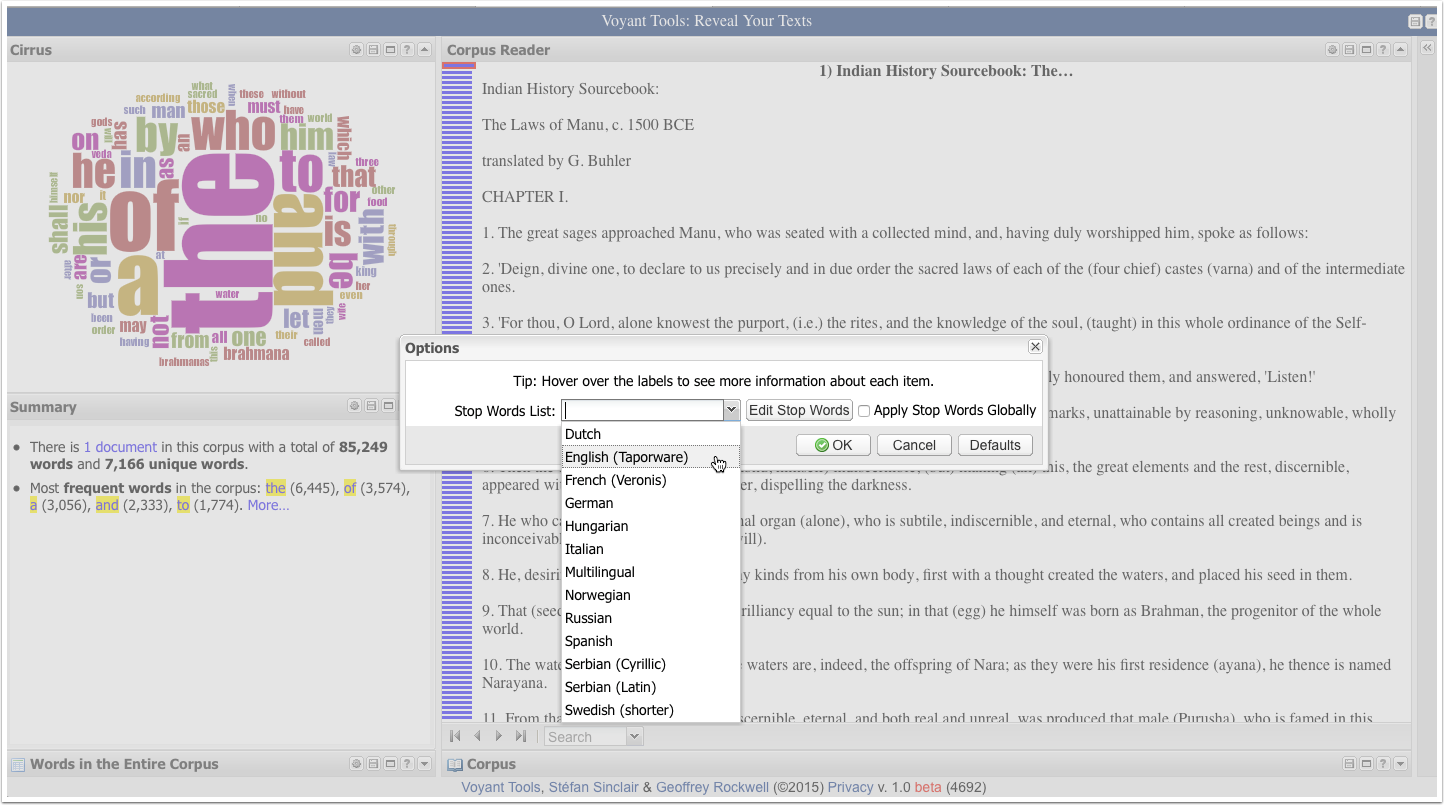 Voyant Tools: Reveal Your Texts
Cirrus
what
sacred
when
these
without
according
such
man
those
must
have
them
world
gods
will
has
on
by
an
who
him
which
veda
he
in
as
to
that
law
three
himself
nor
it
of
the
and
for
other
food
shall
his
if
no
is
with
through
after
are
or
a
at
be
king
her
son
but
water
even
been
order
may
not
let
men
they
wife
having
from
all
one
their
called
brahmanas
this
brahmana
Summary
There is 1 document in this corpus with a total of 85,249
words and 7,166 unique words.
Most frequent words in the corpus: the (6,445), of (3,574),
a (3,056), and (2,333), to (1,774). More...
Words in the Entire Corpus
Corpus Reader
1) Indian History Sourcebook: The…
Indian History Sourcebook:
The Laws of Manu, c. 1500 BCE
translated by G. Buhler
CHAPTER I.
1. The great sages approached Manu, who was seated with a collected mind, and, having duly worshipped him, spoke as follows:
2. 'Deign, divine one, to declare to us precisely and in due order the sacred laws of each of the (four chief) castes (varna) and of the intermediate
ones.
3. 'For thou, O Lord, alone knowest the purport, (i.e.) the rites, and the knowledge of the soul, (taught) in this whole ordinance of the Self-
ly honoured them, and answered, 'Listen!'
marks, unattainable by reasoning, unknowable, wholly
his, the great elements and the rest, discernible,
appeared wi er, dispelling the darkness.
7. He who ca nal organ (alone), who is subtile, indiscernible, and eternal, who contains all created beings and is
inconceivab vill).
8. He, desiri y kinds from his own body, first with a thought created the waters, and placed his seed in them.
9. That (seed rilliancy equal to the sun; in that (egg) he himself was born as Brahman, the progenitor of the whole
world.
10. The wate e waters are, indeed, the offspring of Nara; as they were his first residence (ayana), he thence is named
Narayana.
11. From tha scernible, eternal, and both real and unreal, was produced that male (Purusha), who is famed in this
Options
Tip: Hover over the labels to see more information about each item.
Stop Words List:
Edit Stop Words
Apply Stop Words Globally
OK
Cancel
Defaults
Dutch
English (Taporware)
French (Veronis)
German
Hungarian
Italian
Multilingual
Norwegian
Russian
Spanish
Serbian (Cyrillic)
Serbian (Latin)
Swedish (shorter)
Search
Corpus
Voyant Tools, Stéfan Sinclair & Geoffrey Rockwell (©2015) Privacy v. 1.0 beta (4692)